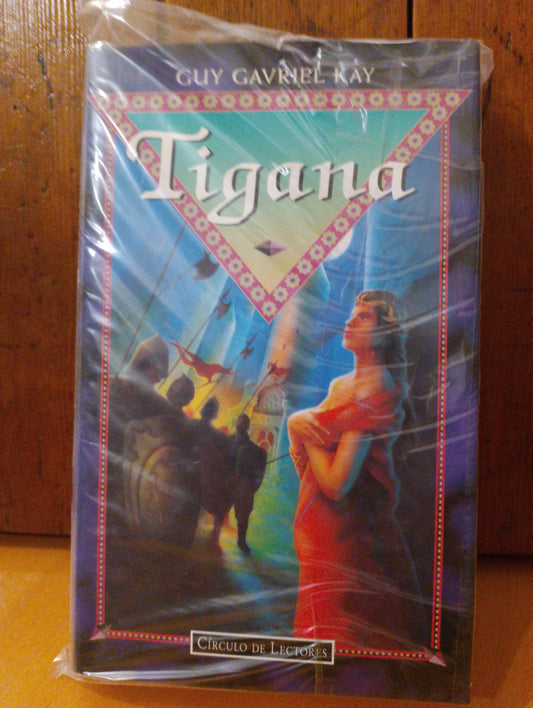 GUY GAVRIEL KAY
Tigana
CÍRCULO DE LECTORES